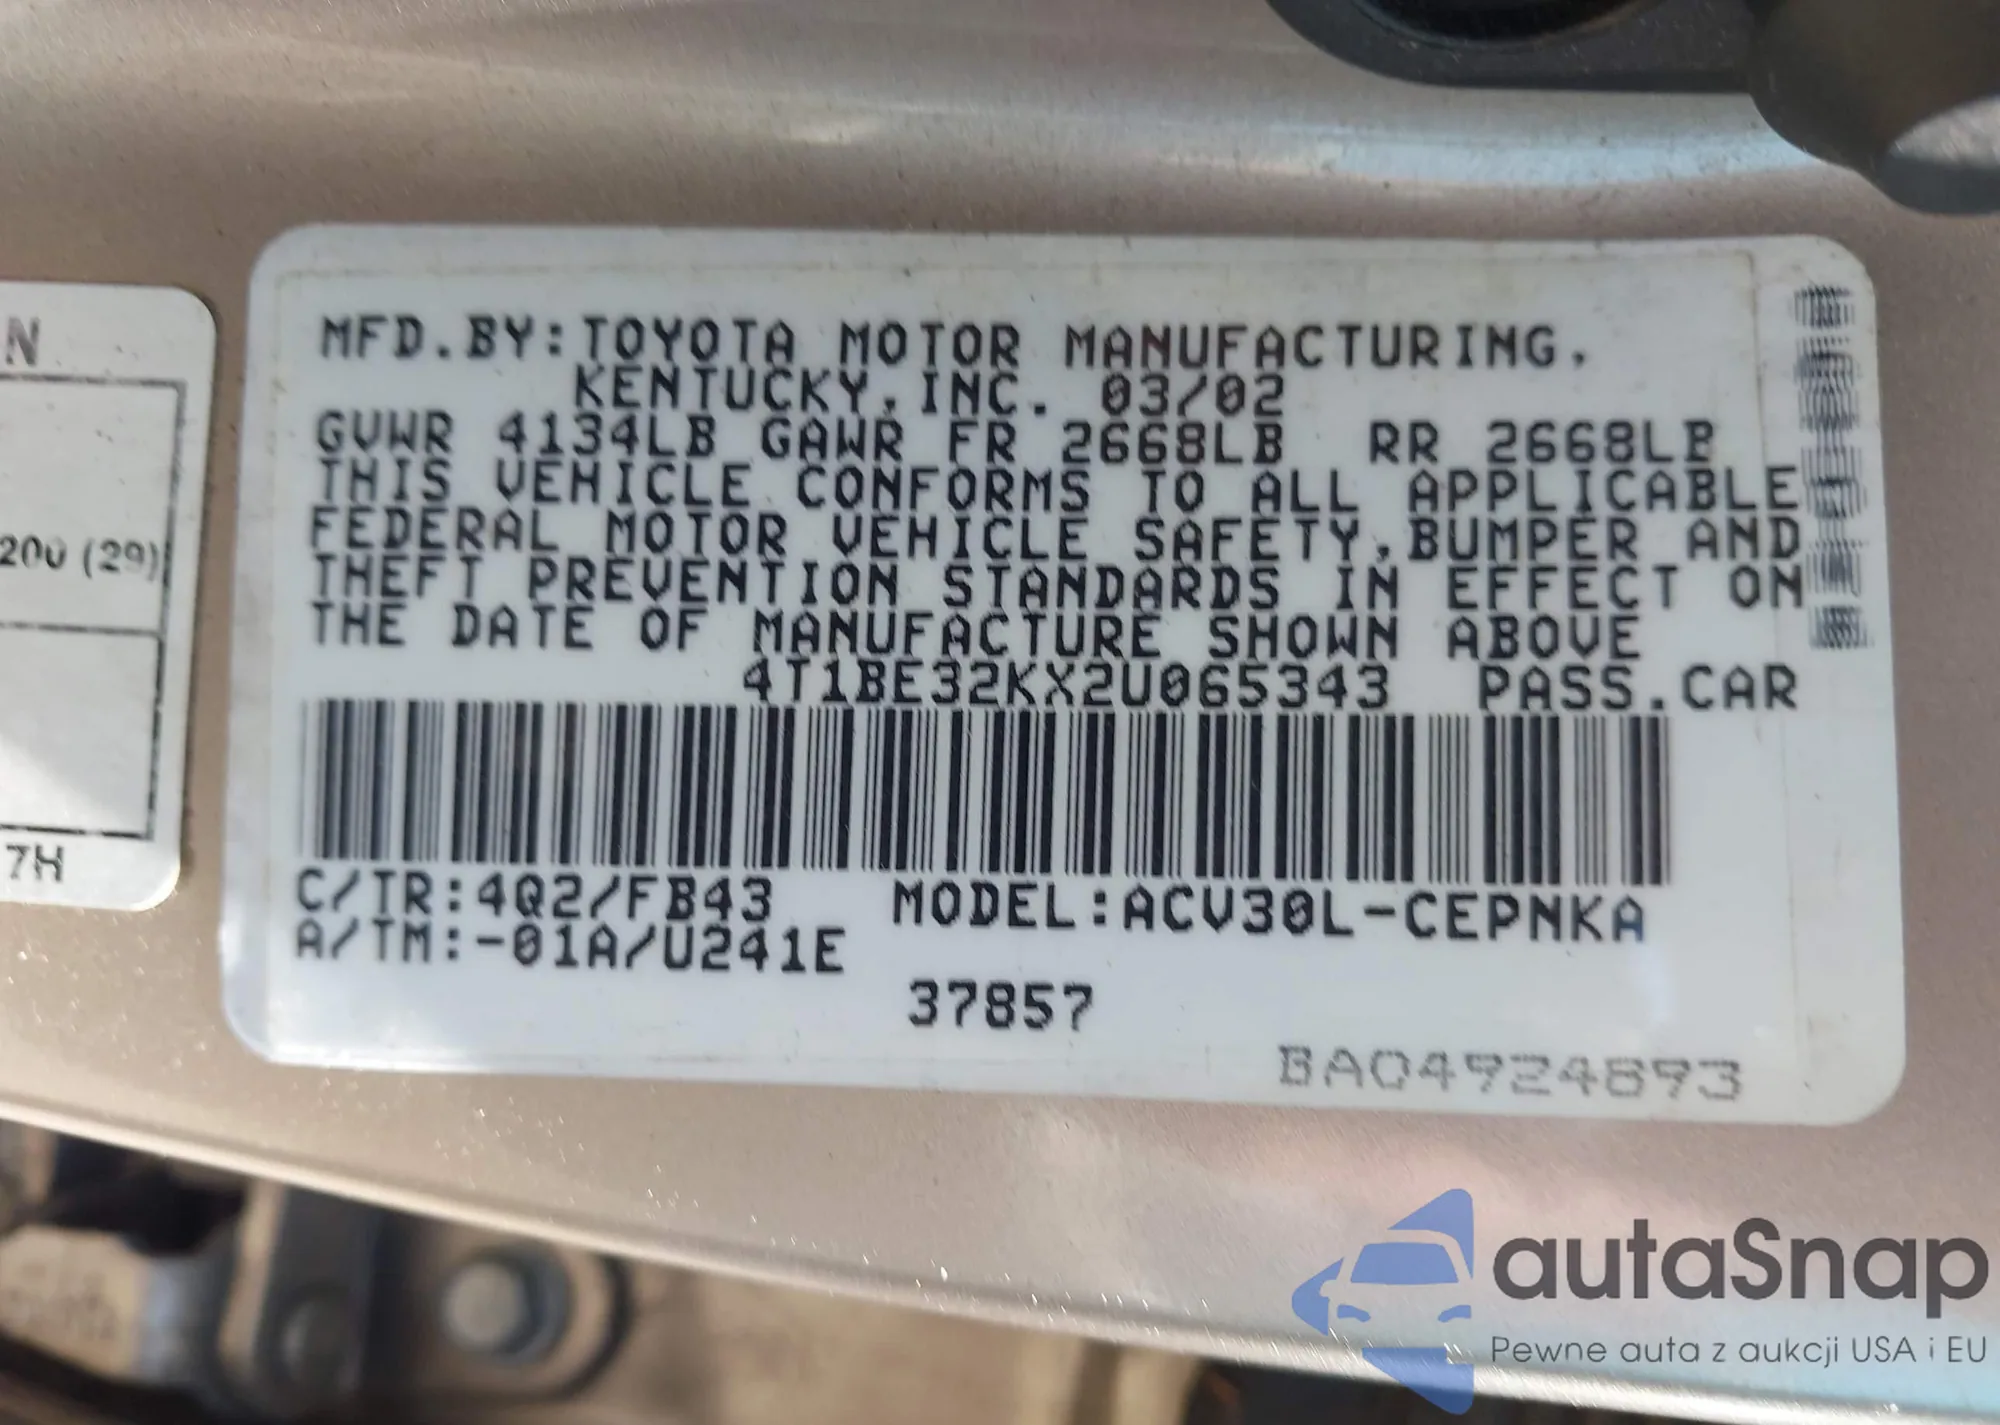 N
200 (29)
7H
MFD.BY:TOYOTA MOTOR MANUFACTURING,
KENTUCKY,INC. 03/02
GVWR 4134LB GAWR FR 2668LB RR 2668LB
THIS VEHICLE CONFORMS TO ALL APPLICABLE
FEDERAL MOTOR VEHICLE SAFETY,BUMPER AND
THEFT PREVENTION STANDARDS IN EFFECT ON
THE DATE OF MANUFACTURE SHOWN ABOVE
4T1BE32KX2U065343 PASS.CAR
C/TR:4Q2/FB43 MODEL:ACV30L-CEPNKA
A/TM:-01A/U241E
37857
BA04924893
autaSnap
Pewne auta z aukcji USA i EU